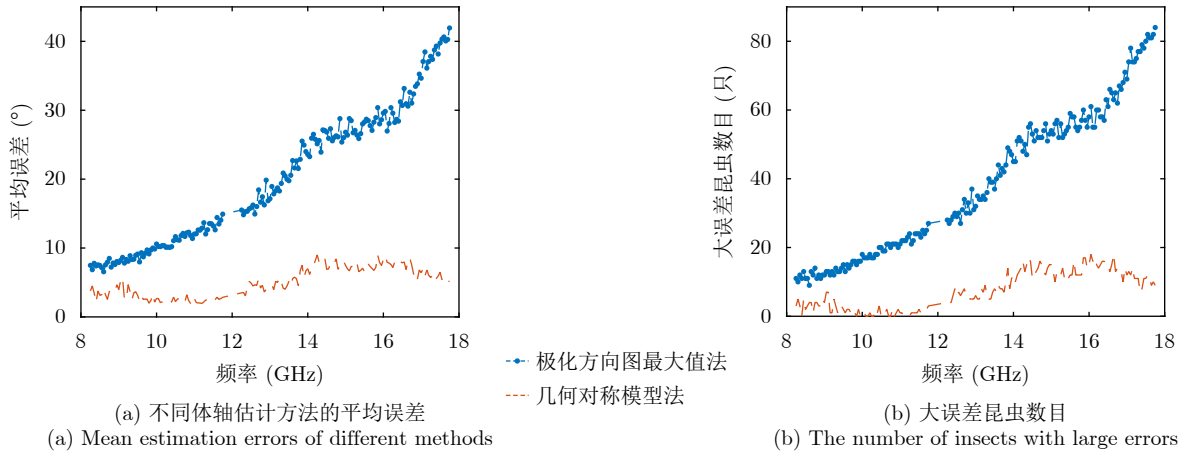 40
30
20
10
0
平均误差 (°)
8
10
12
14
16
18
频率 (GHz)
80
60
40
20
0
大误差昆虫数目 (只)
8
10
12
14
16
18
频率 (GHz)
极化方向图最大值法
几何对称模型法
(a) 不同体轴估计方法的平均误差
(a) Mean estimation errors of different methods
(b) 大误差昆虫数目
(b) The number of insects with large errors